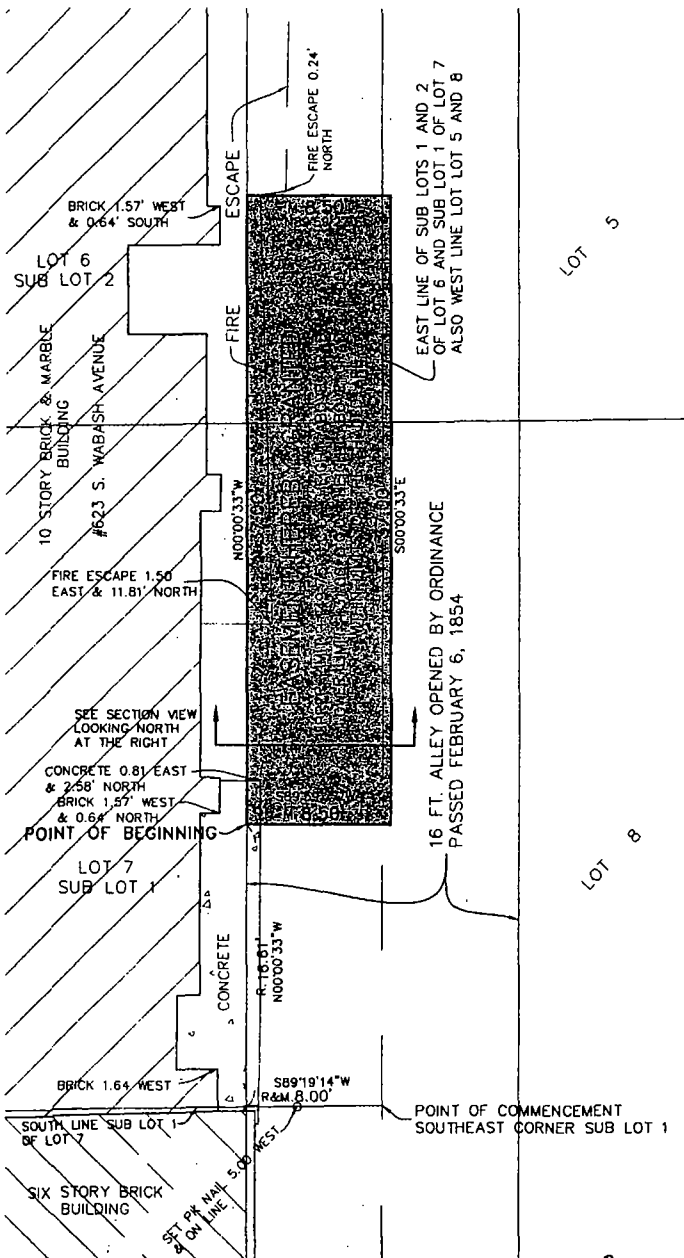 ESCAPE
FIRE ESCAPE 0.24'
NORTH
BRICK 1.57' WEST
& 0.64' SOUTH
LOT 6
SUB LOT 2
FIRE
EAST LINE OF SUB LOTS 1 AND 2
OF LOT 6 AND SUB LOT 1 OF LOT 7
ALSO WEST LINE LOT LOT 5 AND 8
LOT 5
10 STORY BRICK & MARBLE
BUILDING
#623 S. WABASH AVENUE
N00°00'33"W
EASEMENT HEREBY GRANTED
S00°00'33"E
FIRE ESCAPE 1.50
EAST & 11.81' NORTH
16 FT. ALLEY OPENED BY ORDINANCE
PASSED FEBRUARY 6, 1854
SEE SECTION VIEW
LOOKING NORTH
AT THE RIGHT
CONCRETE 0.81 EAST
& 2.58' NORTH
BRICK 1.57' WEST
& 0.64' NORTH
POINT OF BEGINNING
LOT 7
SUB LOT 1
LOT 8
CONCRETE
R. 16.61'
N00°00'33"W
BRICK 1.64 WEST
S89°19'14"W
R&M.8.00'
SOUTH LINE SUB LOT 1
OF LOT 7
POINT OF COMMENCEMENT
SOUTHEAST CORNER SUB LOT 1
SIX STORY BRICK
BUILDING
SET PK NAIL 5.00 WEST
& ON LINE